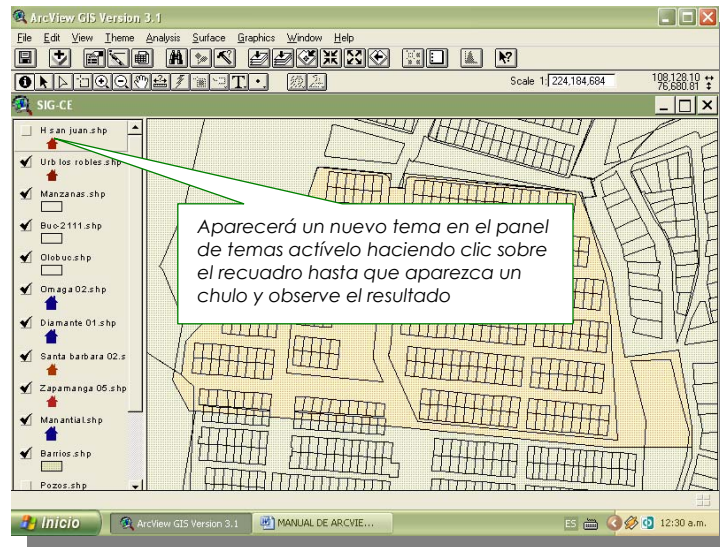 ArcView GIS Version 3.1
File Edit View Theme Analysis Surface Graphics Window Help
T
Scale 1: 224,184,684
108,128.10
76,680.81
SIG-CE
H san juan.shp
Urb los robles.shp
Manzanas.shp
Buc-2111.shp
Olobuc.shp
Omaga 02.shp
Diamante 01.shp
Santa barbara 02.s
Zapamanga 05.shp
Manantial.shp
Barrios.shp
Pozos.shp
Aparecerá un nuevo tema en el panel
de temas actívelo haciendo clic sobre
el recuadro hasta que aparezca un
chulo y observe el resultado
Inicio
ArcView GIS Version 3.1
MANUAL DE ARCVIE...
ES
12:30 a.m.